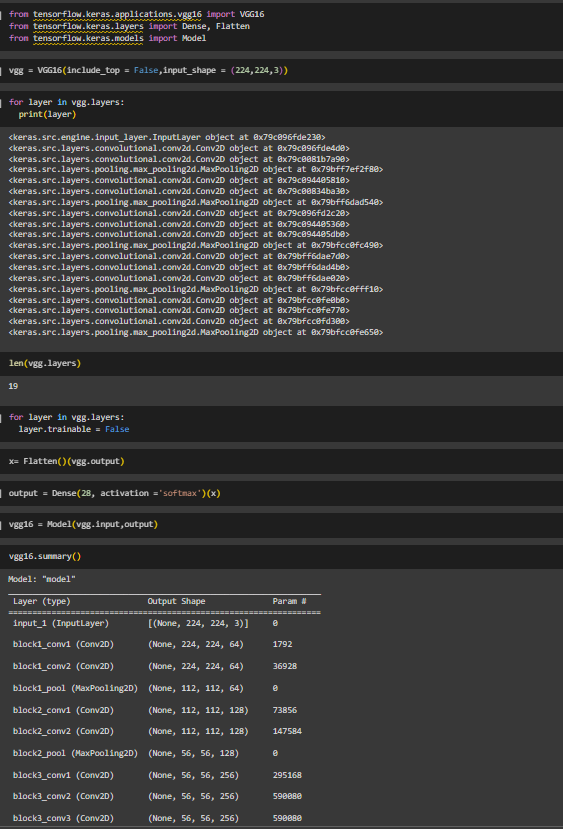 from tensorflow.keras.applications.vgg16 import VGG16
from tensorflow.keras.layers import Dense, Flatten
from tensorflow.keras.models import Model
vgg = VGG16(include_top = False,input_shape = (224,224,3))
for layer in vgg.layers:
  print(layer)
<keras.src.engine.input_layer.InputLayer object at 0x79c096fde230>
<keras.src.layers.convolutional.conv2d.Conv2D object at 0x79c096fde4d0>
<keras.src.layers.convolutional.conv2d.Conv2D object at 0x79c0081b7a90>
<keras.src.layers.pooling.max_pooling2d.MaxPooling2D object at 0x79bff7ef2f80>
<keras.src.layers.convolutional.conv2d.Conv2D object at 0x79c094405810>
<keras.src.layers.convolutional.conv2d.Conv2D object at 0x79c00834ba30>
<keras.src.layers.pooling.max_pooling2d.MaxPooling2D object at 0x79bff6dad540>
<keras.src.layers.convolutional.conv2d.Conv2D object at 0x79c096fd2c20>
<keras.src.layers.convolutional.conv2d.Conv2D object at 0x79c094405360>
<keras.src.layers.convolutional.conv2d.Conv2D object at 0x79c094405db0>
<keras.src.layers.pooling.max_pooling2d.MaxPooling2D object at 0x79bfcc0fc490>
<keras.src.layers.convolutional.conv2d.Conv2D object at 0x79bff6dae7d0>
<keras.src.layers.convolutional.conv2d.Conv2D object at 0x79bff6dad4b0>
<keras.src.layers.convolutional.conv2d.Conv2D object at 0x79bff6dae020>
<keras.src.layers.pooling.max_pooling2d.MaxPooling2D object at 0x79bfcc0fff10>
<keras.src.layers.convolutional.conv2d.Conv2D object at 0x79bfcc0fe0b0>
<keras.src.layers.convolutional.conv2d.Conv2D object at 0x79bfcc0fe770>
<keras.src.layers.convolutional.conv2d.Conv2D object at 0x79bfcc0fd300>
<keras.src.layers.pooling.max_pooling2d.MaxPooling2D object at 0x79bfcc0fe650>
len(vgg.layers)
19
for layer in vgg.layers:
  layer.trainable = False
x= Flatten()(vgg.output)
output = Dense(28, activation ='softmax')(x)
vgg16 = Model(vgg.input,output)
vgg16.summary()
Model: "model"
Layer (type) Output Shape Param #
input_1 (InputLayer) [(None, 224, 224, 3)] 0
block1_conv1 (Conv2D) (None, 224, 224, 64) 1792
block1_conv2 (Conv2D) (None, 224, 224, 64) 36928
block1_pool (MaxPooling2D) (None, 112, 112, 64) 0
block2_conv1 (Conv2D) (None, 112, 112, 128) 73856
block2_conv2 (Conv2D) (None, 112, 112, 128) 147584
block2_pool (MaxPooling2D) (None, 56, 56, 128) 0
block3_conv1 (Conv2D) (None, 56, 56, 256) 295168
block3_conv2 (Conv2D) (None, 56, 56, 256) 590080
block3_conv3 (Conv2D) (None, 56, 56, 256) 590080